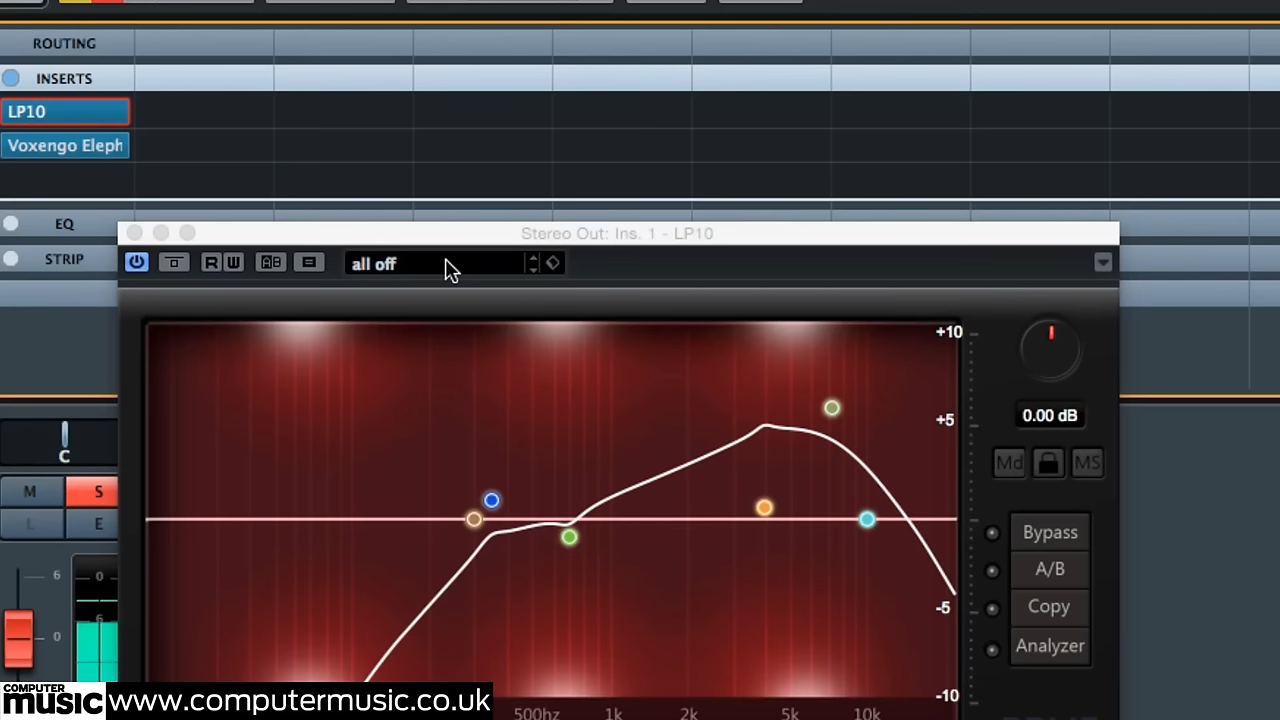 ROUTING
INSERTS
LP10
Voxengo Eleph
EQ
STRIP
Stereo Out: Ins. 1 - LP10
R W
AB
all off
+10
+5
-5
-10
0.00 dB
Md
MS
Bypass
A/B
Copy
Analyzer
C
M
S
L
E
6
0
0
6
500hz
1k
2k
5k
10k
COMPUTER
music
www.computermusic.co.uk